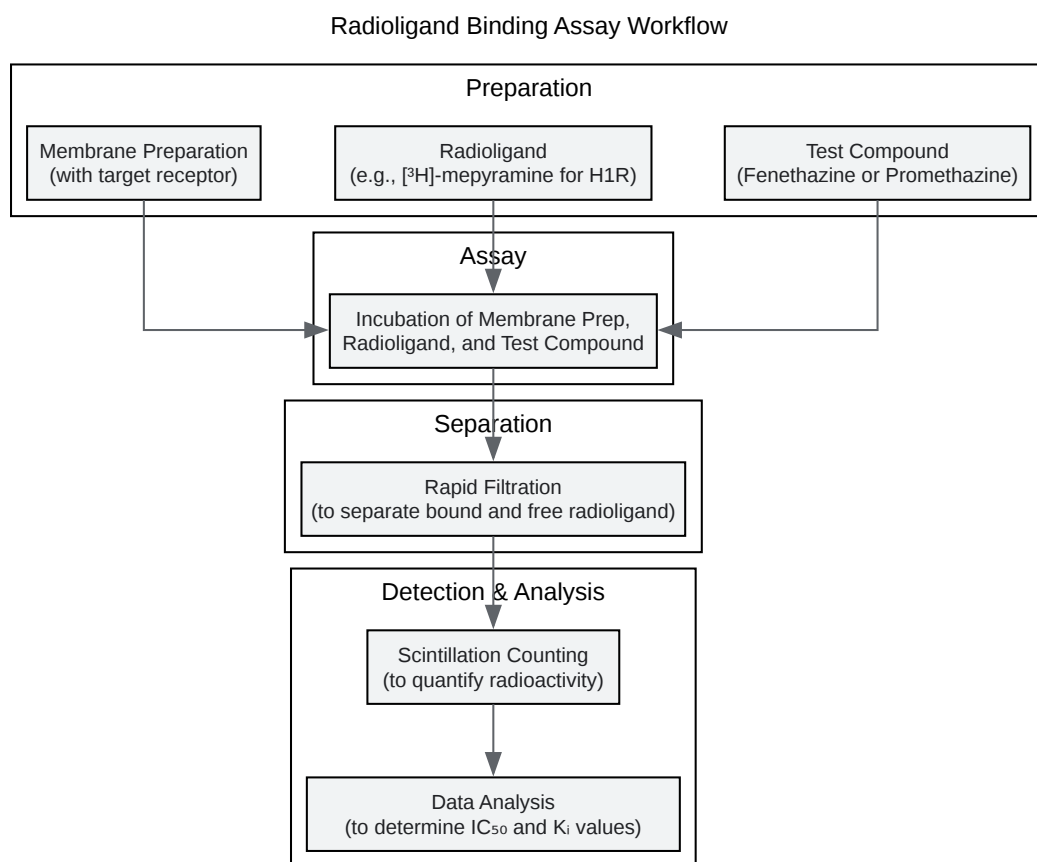 Radioligand Binding Assay Workflow
Preparation
Membrane Preparation
(with target receptor)
Radioligand
(e.g., [³H]-mepyramine for H1R)
Test Compound
(Fenethazine or Promethazine)
Assay
Incubation of Membrane Prep,
Radioligand, and Test Compound
Separation
Rapid Filtration
(to separate bound and free radioligand)
Detection & Analysis
Scintillation Counting
(to quantify radioactivity)
Data Analysis
(to determine IC₅₀ and Kᵢ values)